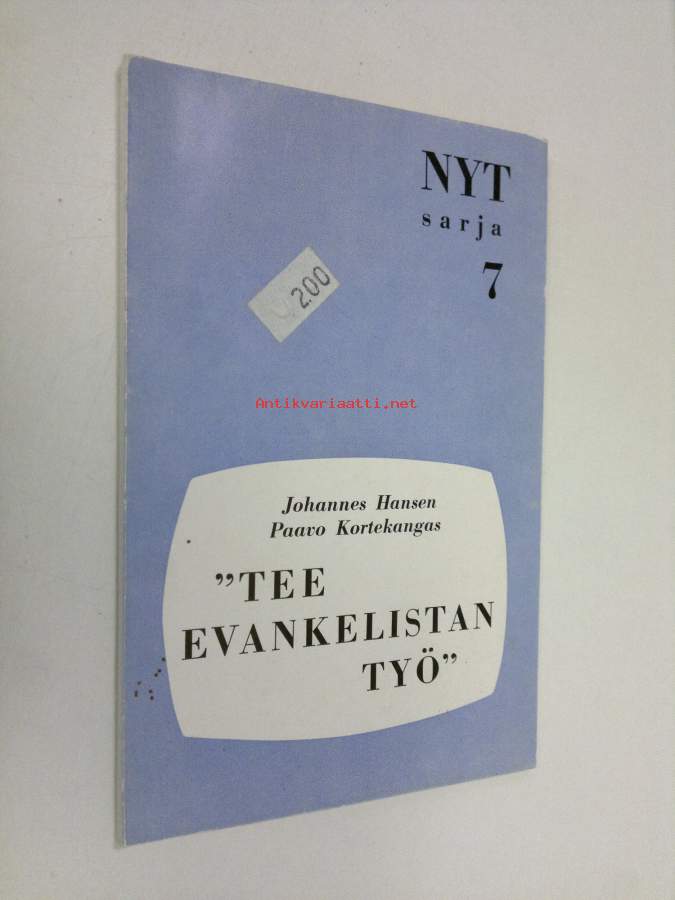 NYT
sarja
7
2.00
Antikvariaatti.net
Johannes Hansen
Paavo Kortekangas
”TEE
EVANKELISTAN
TYÖ”